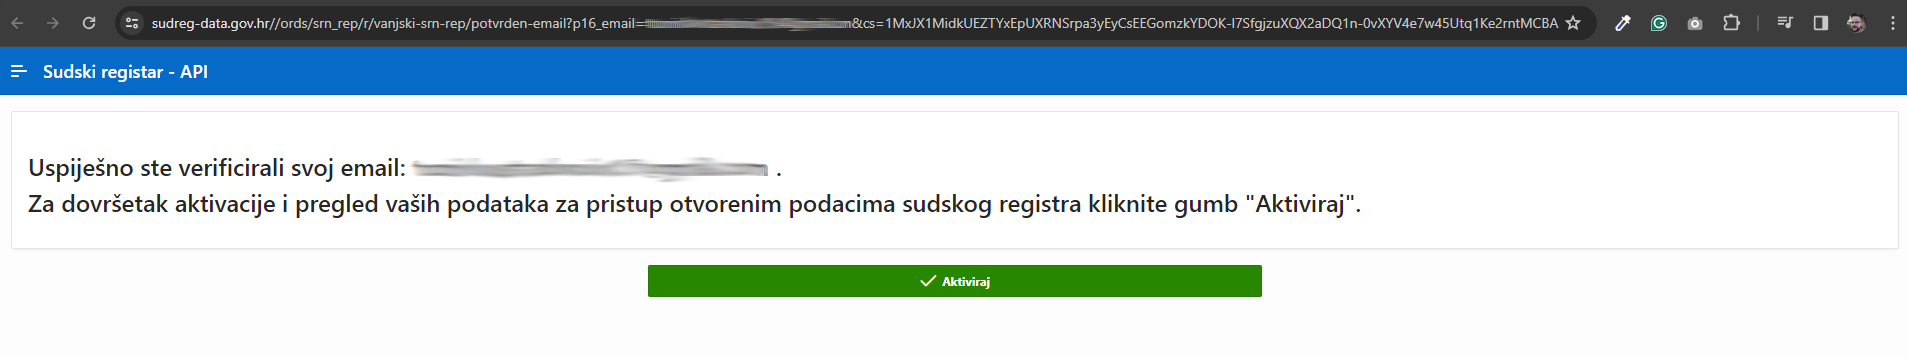 sudreg-data.gov.hr//ords/srn_rep/r/vanjski-srn-rep/potvrden-email?p16_email= &cs=1MxJX1MidkUEZTYxEpUXRNSrpa3yEyCsEEGomzkYDOK-I7SfgjzuXQX2aDQ1n-0vXYV4e7w45Utq1Ke2rntMCBA
Sudski registar - API
Uspiješno ste verificirali svoj email: .
Za dovršetak aktivacije i pregled vaših podataka za pristup otvorenim podacima sudskog registra kliknite gumb "Aktiviraj".
Aktiviraj